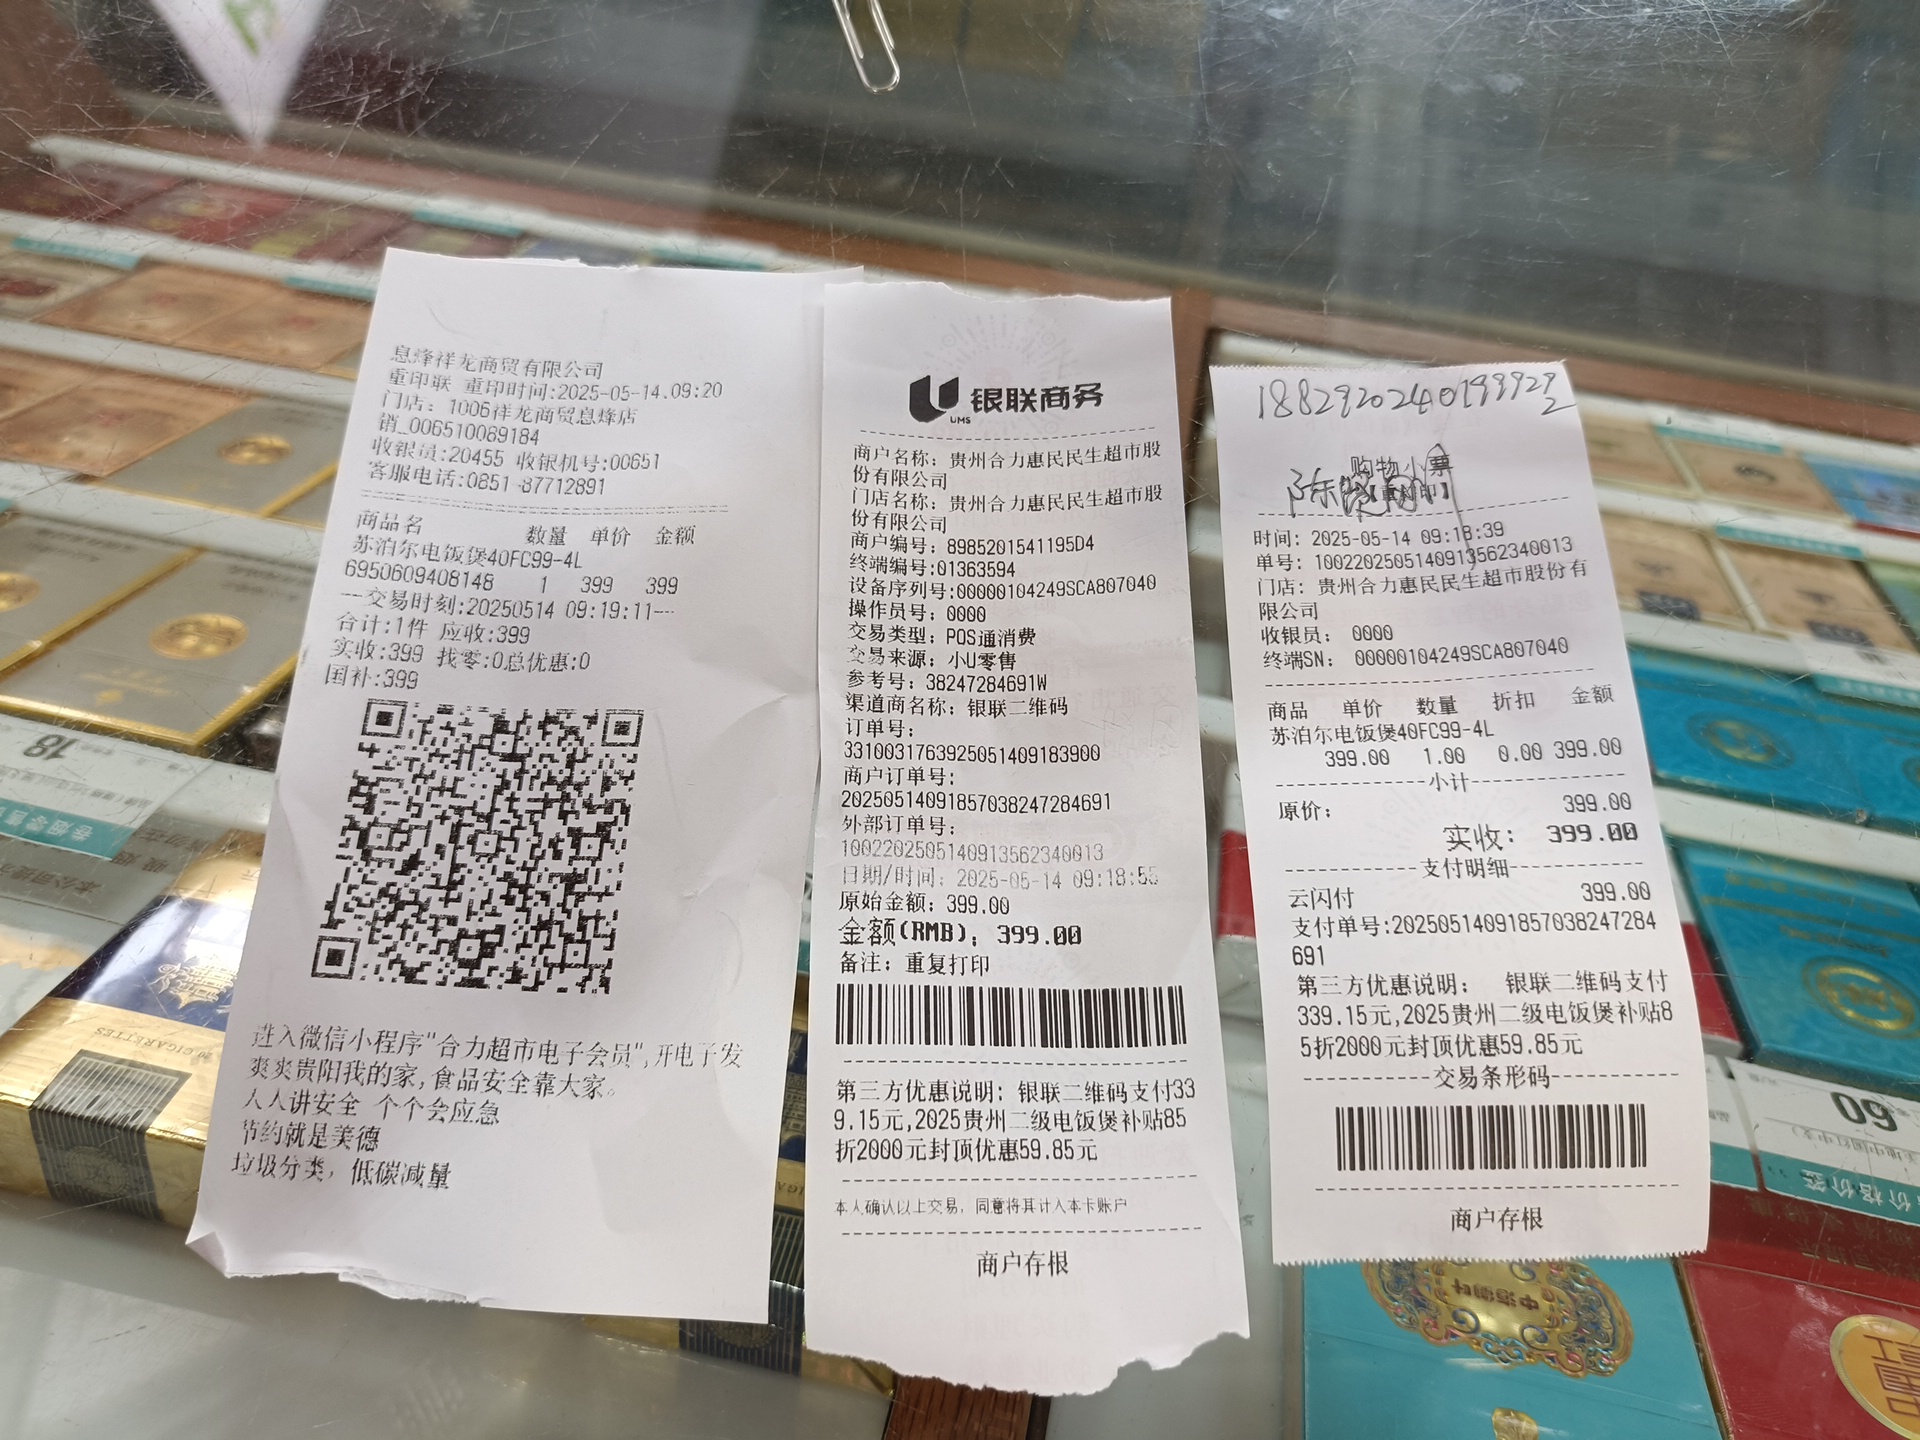 息烽祥龙商贸有限公司
重印联 重印时间:2025-05-14.09:20
门店: 1006祥龙商贸息烽店
销_006510069184
收银员:20455 收银机号:00651
客服电话:0851-87712891
商品名 数量 单价 金额
苏泊尔电饭煲40FC99-4L
6950609408148 1 399 399
---交易时刻:20250514 09:19:11---
合计:1件 应收:399
实收:399 找零:0总优惠:0
国补:399
进入微信小程序"合力超市电子会员",开电子发
爽爽贵阳我的家,食品安全靠大家。
人人讲安全 个个会应急
节约就是美德
垃圾分类, 低碳减量
银联商务
UMS
商户名称: 贵州合力惠民民生超市股
份有限公司
门店名称: 贵州合力惠民民生超市股
份有限公司
商户编号: 8985201541195D4
终端编号:01363594
设备序列号:00000104249SCA807040
操作员号: 0000
交易类型: POS通消费
交易来源: 小U零售
参考号: 38247284691W
渠道商名称: 银联二维码
订单号:
33100317639250514091839​00
商户订单号:
20250514091857038247284691
外部订单号:
10022025051409135623400​13
日期/时间: 2025-05-14 09:18:55
原始金额: 399.00
金额(RMB): 399.00
备注: 重复打印
第三方优惠说明: 银联二维码支付33
9.15元,2025贵州二级电饭煲补贴85
折2000元封顶优惠59.85元
本人确认以上交易, 同意将其计入本卡账户
商户存根
购物小票
时间: 2025-05-14 09:18:39
单号: 1002202505140913562340013
门店: 贵州合力惠民民生超市股份有
限公司
收银员: 0000
终端SN: 00000104249SCA807040
商品 单价 数量 折扣 金额
苏泊尔电饭煲40FC99-4L
399.00 1.00 0.00 399.00
小计
原价: 399.00
实收: 399.00
支付明细
云闪付 399.00
支付单号:20250514091857038247284
691
第三方优惠说明: 银联二维码支付
339.15元,2025贵州二级电饭煲补贴8
5折2000元封顶优惠59.85元
交易条形码
商户存根